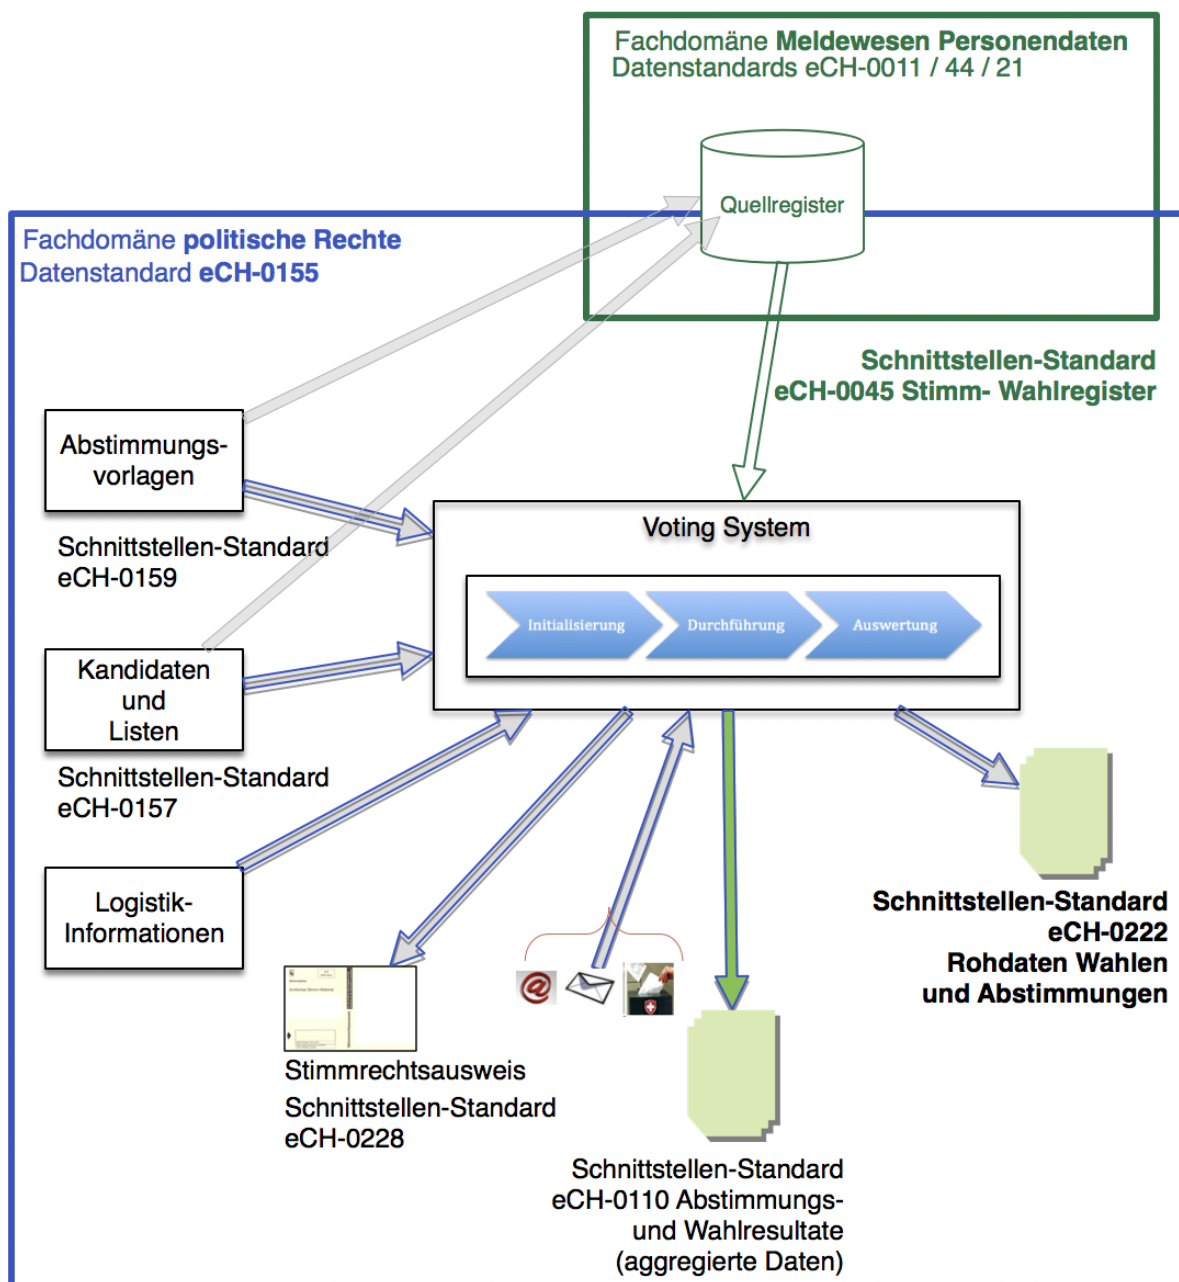 Fachdomäne Meldewesen Personendaten
Datenstandards eCH-0011 / 44 / 21
Quellregister
Fachdomäne politische Rechte
Datenstandard eCH-0155
Schnittstellen-Standard
eCH-0045 Stimm- Wahlregister
Abstimmungs-
vorlagen
Schnittstellen-Standard
eCH-0159
Voting System
Initialisierung
Durchführung
Auswertung
Kandidaten
und
Listen
Schnittstellen-Standard
eCH-0157
Logistik-
Informationen
Schnittstellen-Standard
eCH-0222
Rohdaten Wahlen
und Abstimmungen
@
Stimmrechtsausweis
Schnittstellen-Standard
eCH-0228
Schnittstellen-Standard
eCH-0110 Abstimmungs-
und Wahlresultate
(aggregierte Daten)